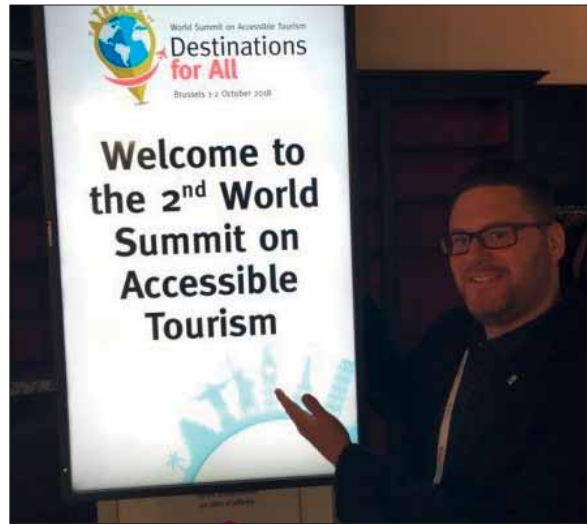 World Summit on Accessible Tourism
Destinations
for All
Brussels 1-2 October 2018
Welcome to
the 2nd World
Summit on
Accessible
Tourism